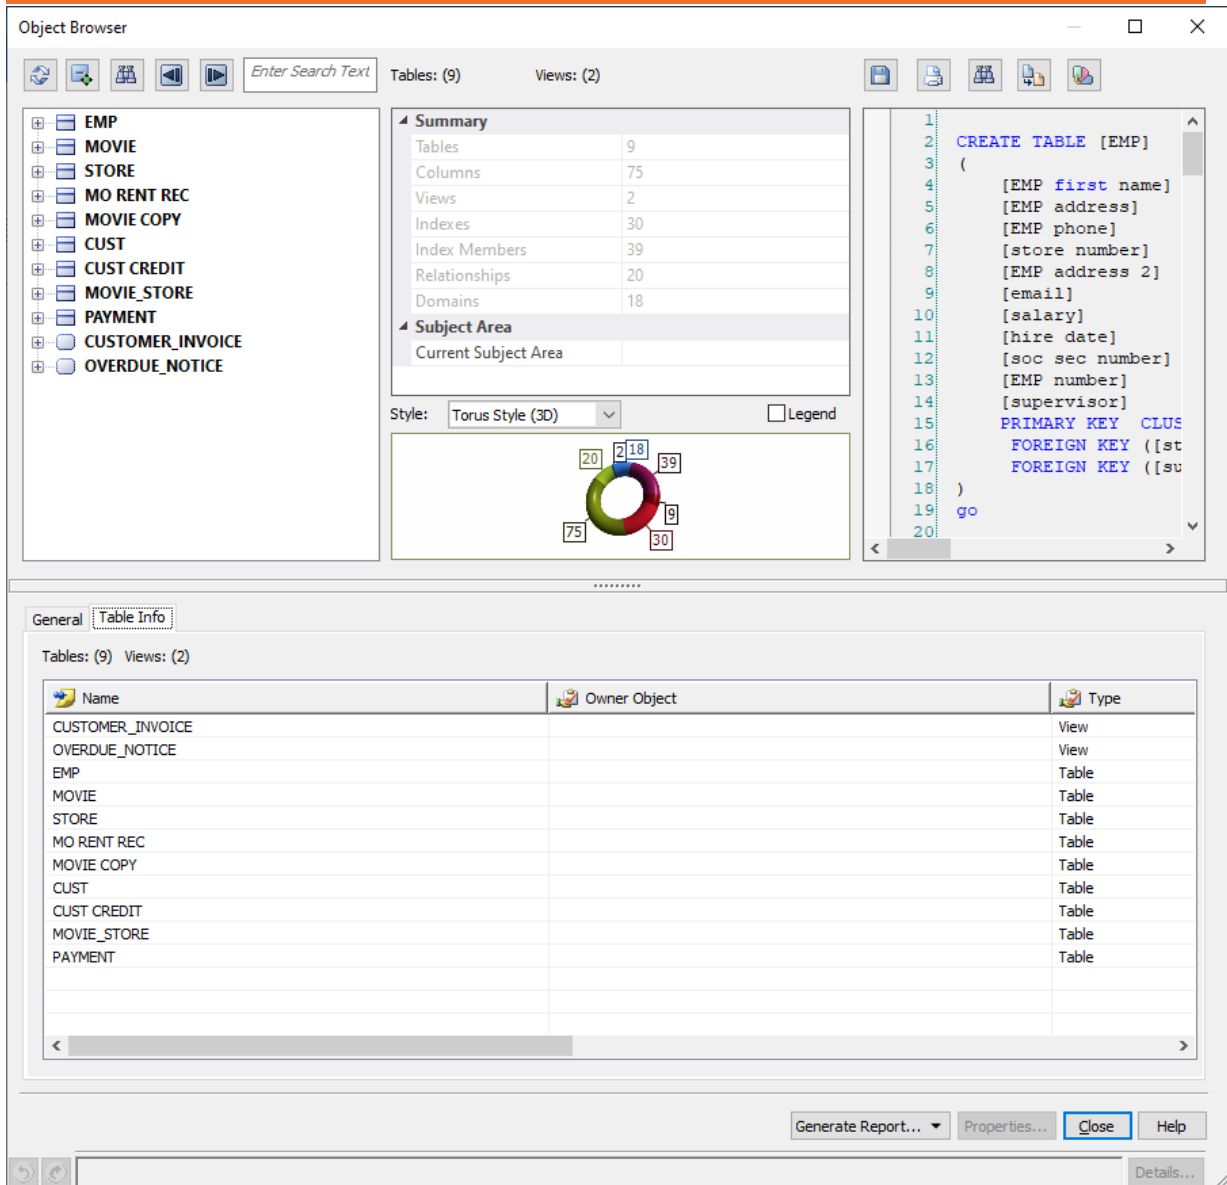 Object Browser
Enter Search Text
Tables: (9)
Views: (2)
EMP
MOVIE
STORE
MO RENT REC
MOVIE COPY
CUST
CUST CREDIT
MOVIE_STORE
PAYMENT
CUSTOMER_INVOICE
OVERDUE_NOTICE
Summary
Tables 9
Columns 75
Views 2
Indexes 30
Index Members 39
Relationships 20
Domains 18
Subject Area
Current Subject Area
Style: Torus Style (3D) Legend
20 2 18 39
9
75 30
1
2 CREATE TABLE [EMP]
3 (
4 [EMP first name]
5 [EMP address]
6 [EMP phone]
7 [store number]
8 [EMP address 2]
9 [email]
10 [salary]
11 [hire date]
12 [soc sec number]
13 [EMP number]
14 [supervisor]
15 PRIMARY KEY CLUS
16 FOREIGN KEY ([st
17 FOREIGN KEY ([su
18 )
19 go
20
General Table Info
Tables: (9) Views: (2)
Name Owner Object Type
CUSTOMER_INVOICE View
OVERDUE_NOTICE View
EMP Table
MOVIE Table
STORE Table
MO RENT REC Table
MOVIE COPY Table
CUST Table
CUST CREDIT Table
MOVIE_STORE Table
PAYMENT Table
Generate Report... Properties... Close Help
Details...